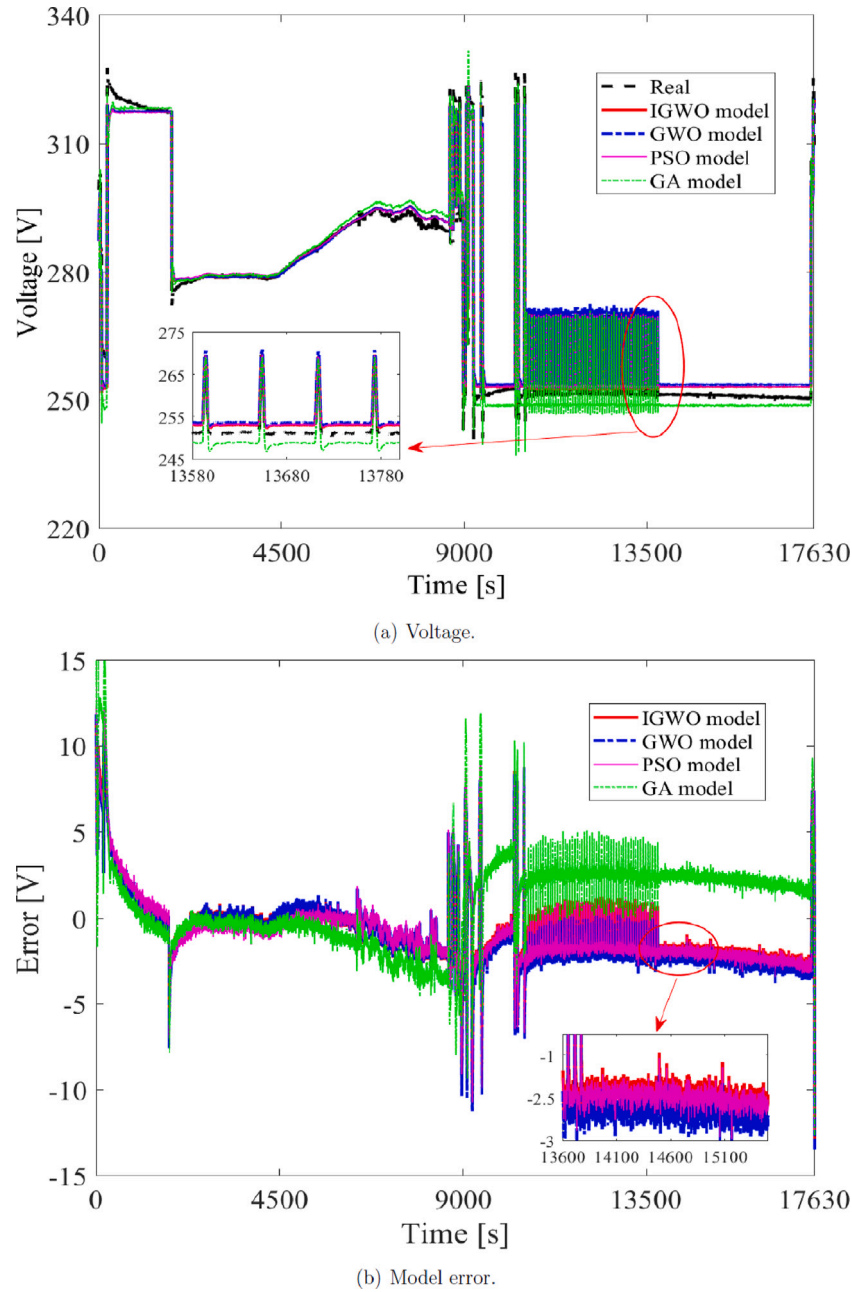 340
310
280
250
220
Voltage [V]
Real
IGWO model
GWO model
PSO model
GA model
275
265
255
245
13580 13680 13780
0 4500 9000 13500 17630
Time [s]
(a) Voltage.
15
10
5
0
-5
-10
-15
Error [V]
IGWO model
GWO model
PSO model
GA model
-1
-2.5
-3
13600 14100 14600 15100
0 4500 9000 13500 17630
Time [s]
(b) Model error.